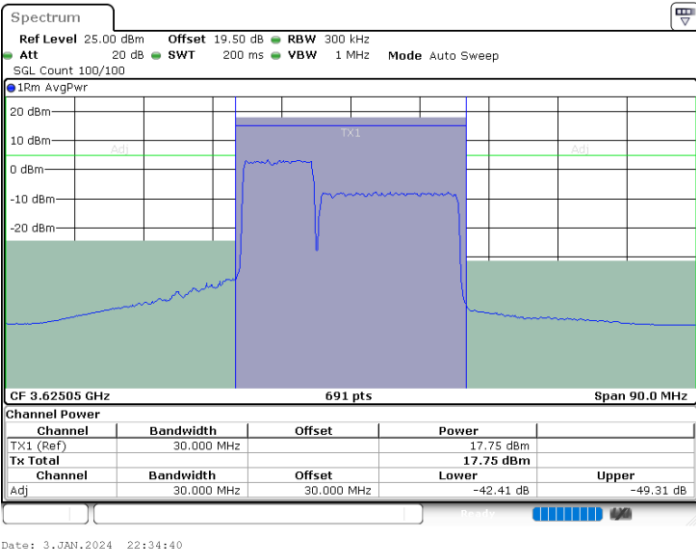 Spectrum
Ref Level 25.00 dBm Offset 19.50 dB RBW 300 kHz
Att 20 dB SWT 200 ms VBW 1 MHz Mode Auto Sweep
SGL Count 100/100
1Rm AvgPwr
20 dBm
TX1
10 dBm
Adj Adj
0 dBm
-10 dBm
-20 dBm
CF 3.62505 GHz 691 pts Span 90.0 MHz
Channel Power
Channel Bandwidth Offset Power
TX1 (Ref) 30.000 MHz 17.75 dBm
Tx Total 17.75 dBm
Channel Bandwidth Offset Lower Upper
Adj 30.000 MHz 30.000 MHz -42.41 dB -49.31 dB
Ready
Date: 3.JAN.2024 22:34:40